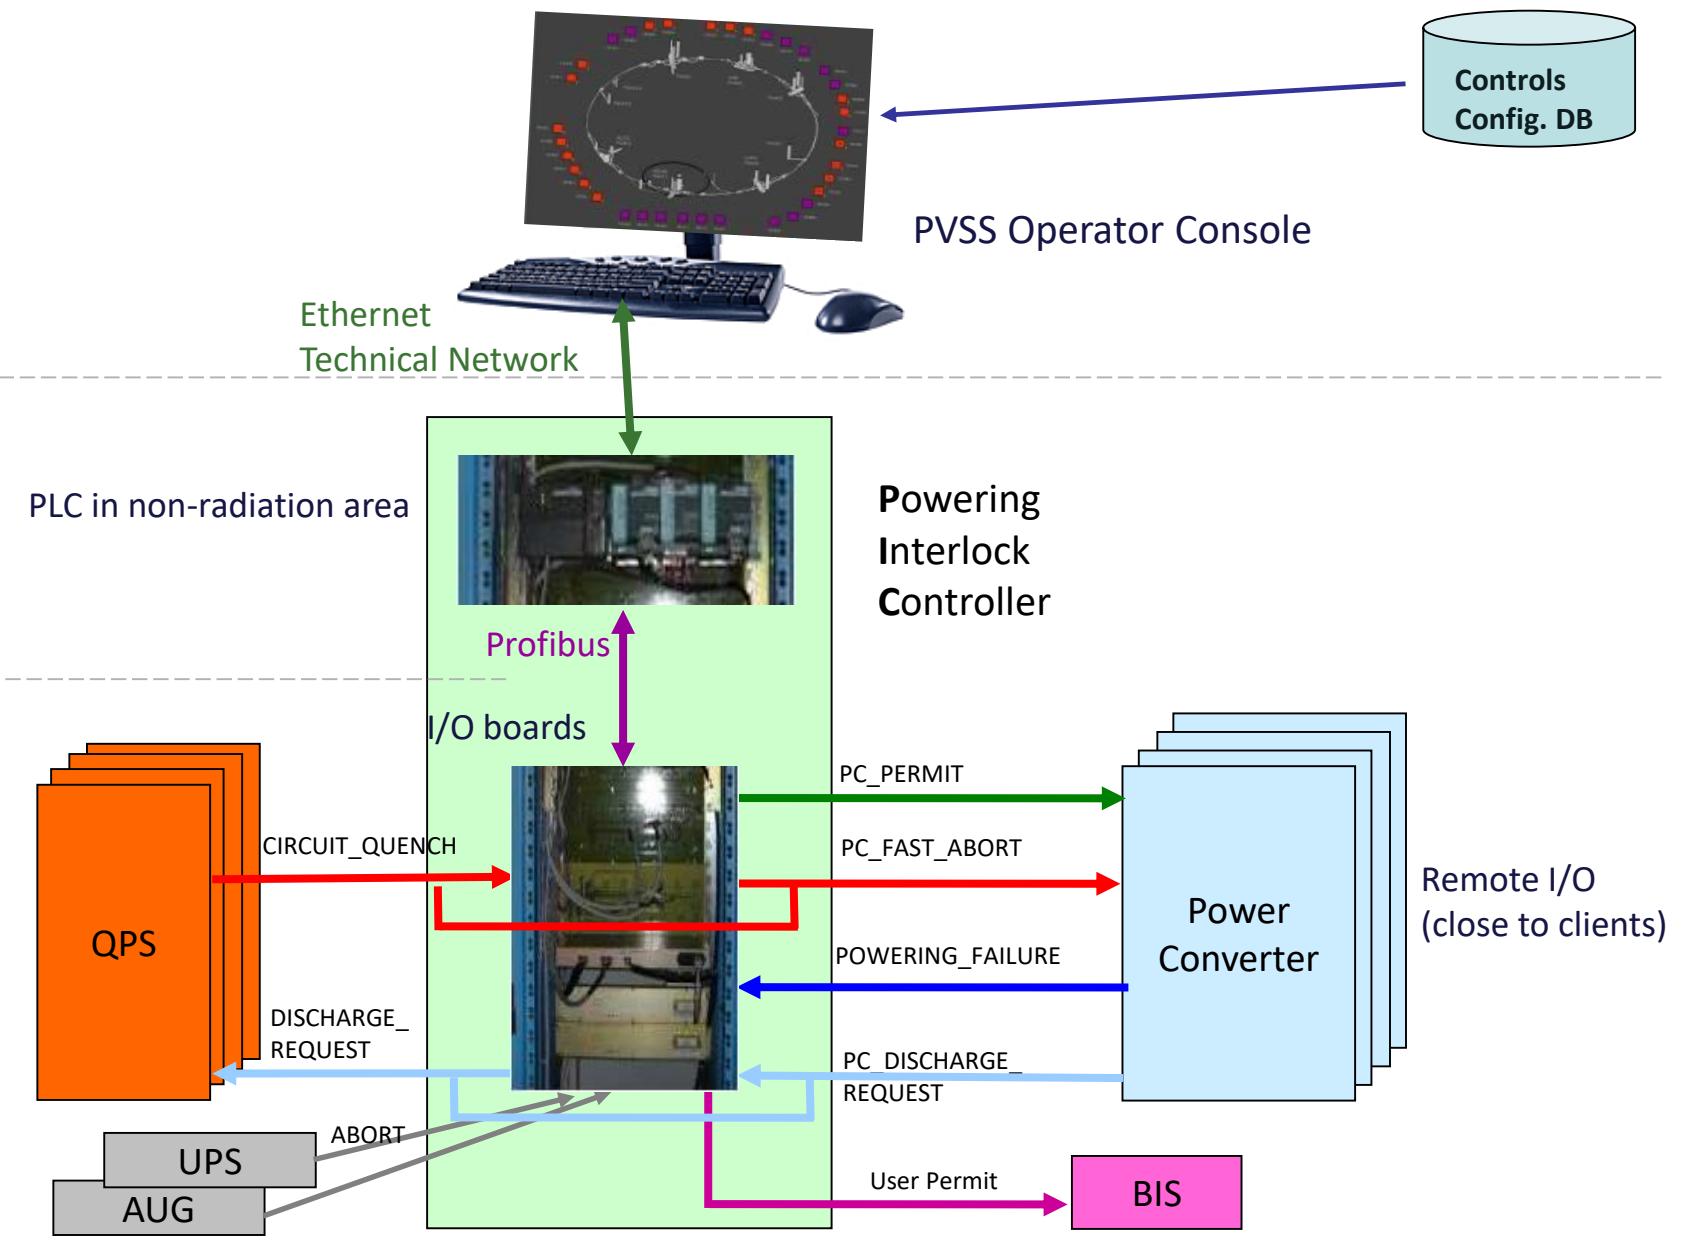 Controls
Config. DB
PVSS Operator Console
Ethernet
Technical Network
PLC in non-radiation area
Powering
Interlock
Controller
Profibus
I/O boards
PC_PERMIT
CIRCUIT_QUENCH
PC_FAST_ABORT
Remote I/O
(close to clients)
QPS
Power
Converter
POWERING_FAILURE
DISCHARGE_
REQUEST
PC_DISCHARGE_
REQUEST
ABORT
UPS
User Permit
BIS
AUG